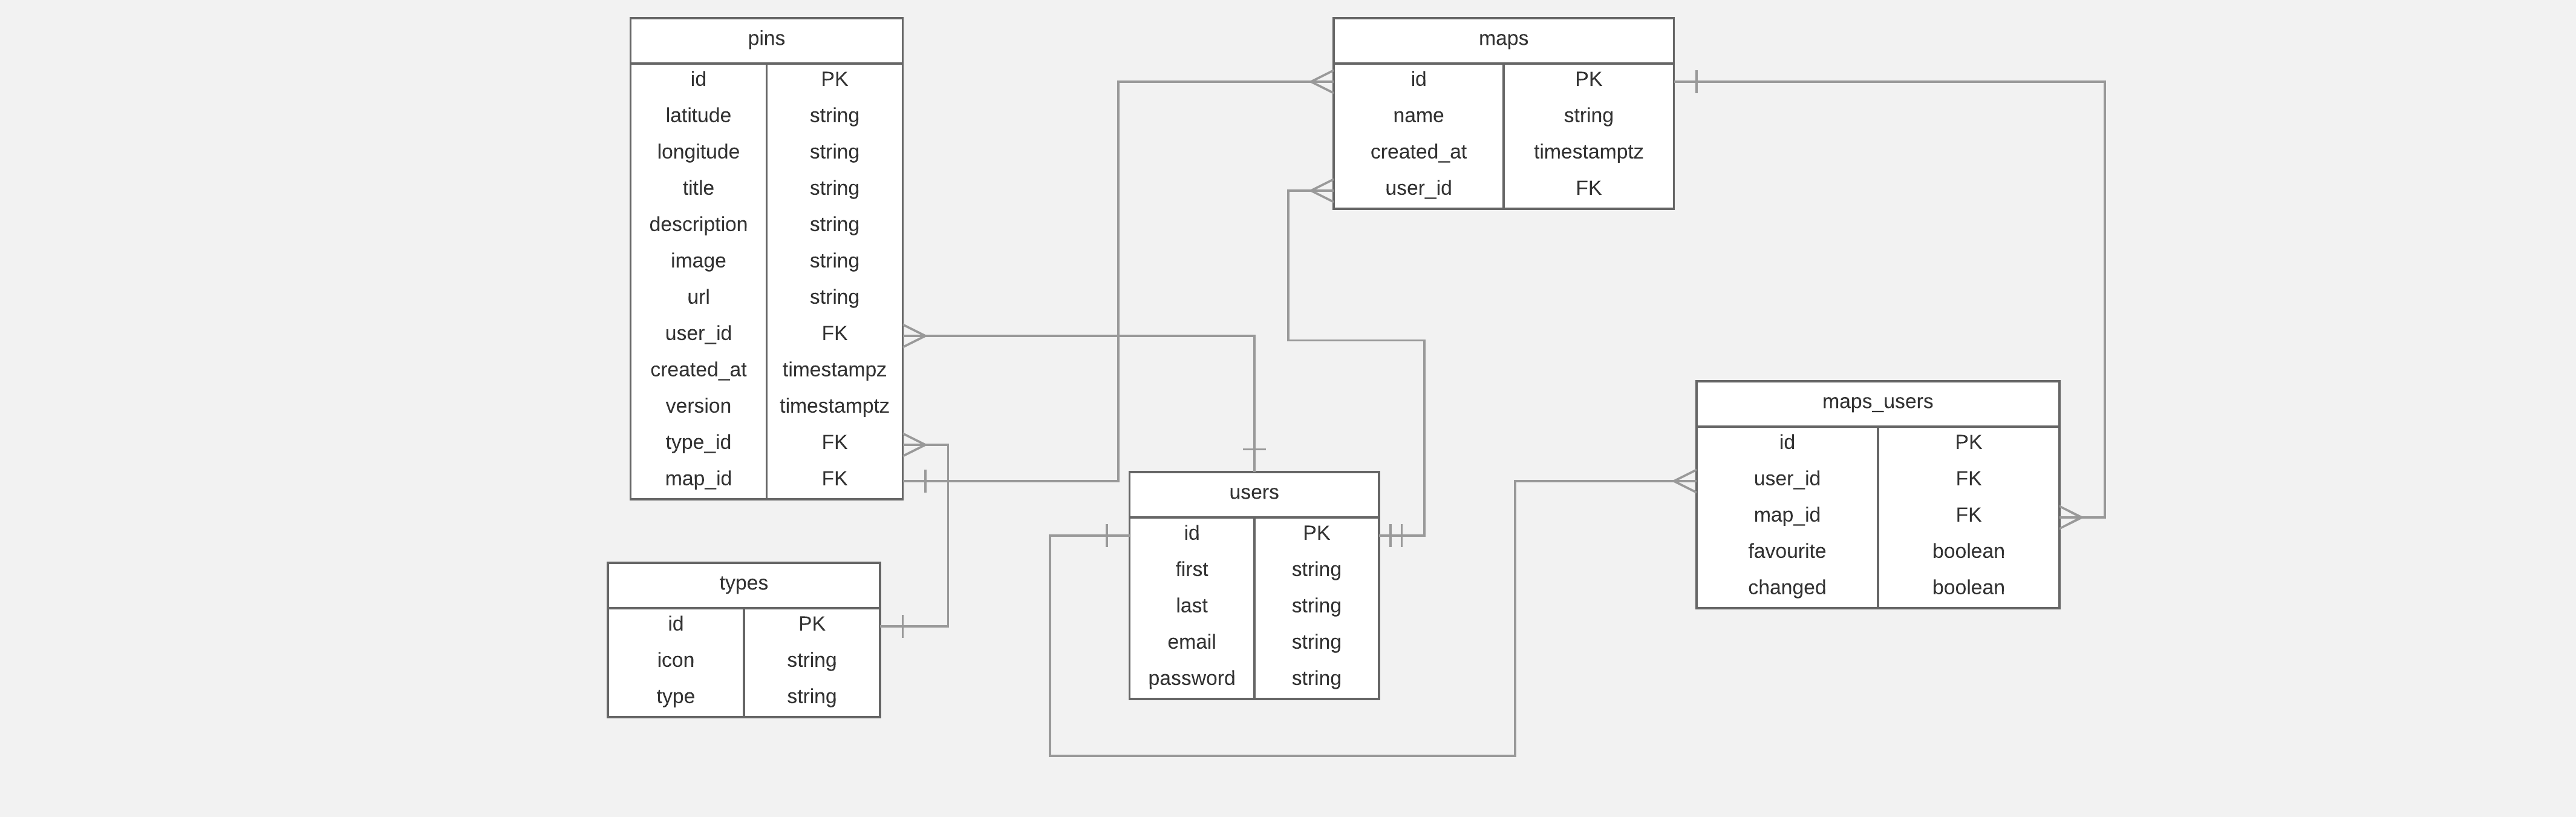 pins
id PK
latitude string
longitude string
title string
description string
image string
url string
user_id FK
created_at timestampz
version timestamptz
type_id FK
map_id FK
maps
id PK
name string
created_at timestamptz
user_id FK
maps_users
id PK
user_id FK
map_id FK
favourite boolean
changed boolean
users
id PK
first string
last string
email string
password string
types
id PK
icon string
type string